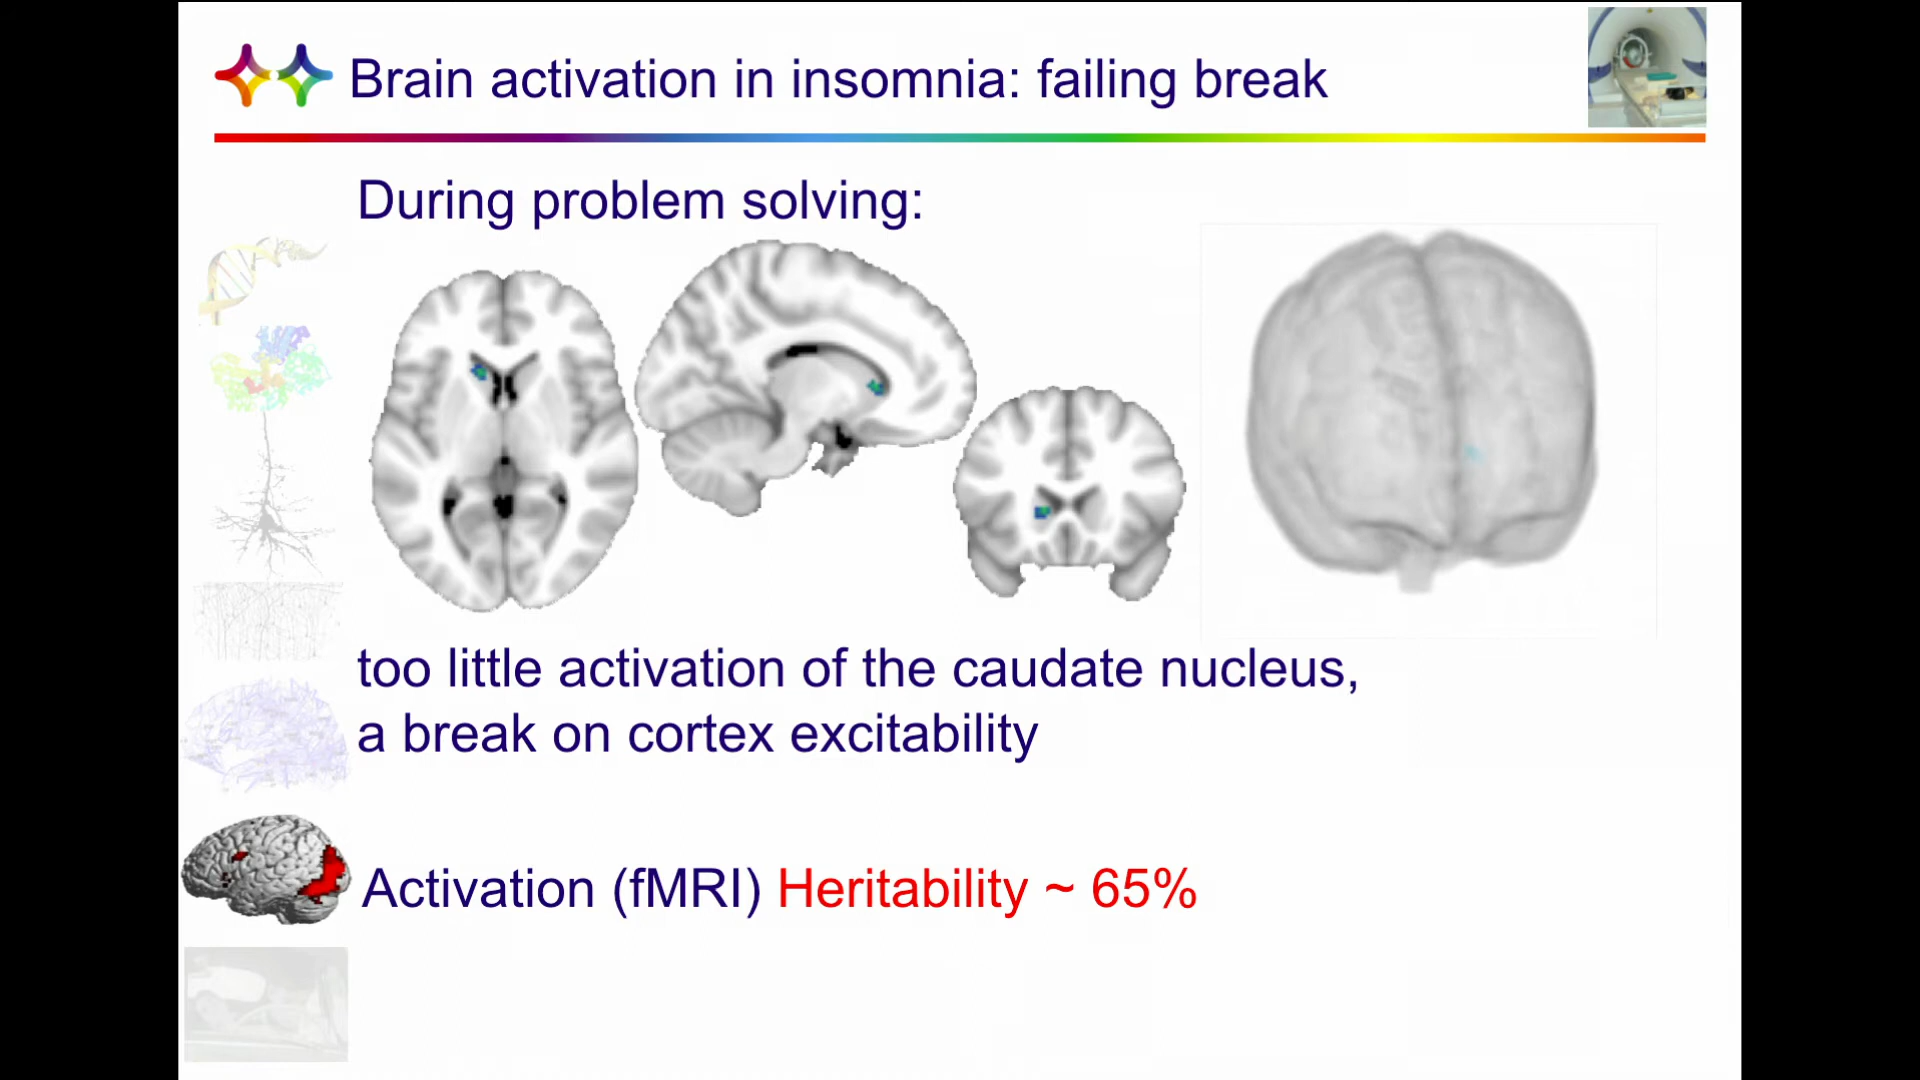 Brain activation in insomnia: failing break
During problem solving:
too little activation of the caudate nucleus,
a break on cortex excitability
Activation (fMRI) Heritability ~ 65%